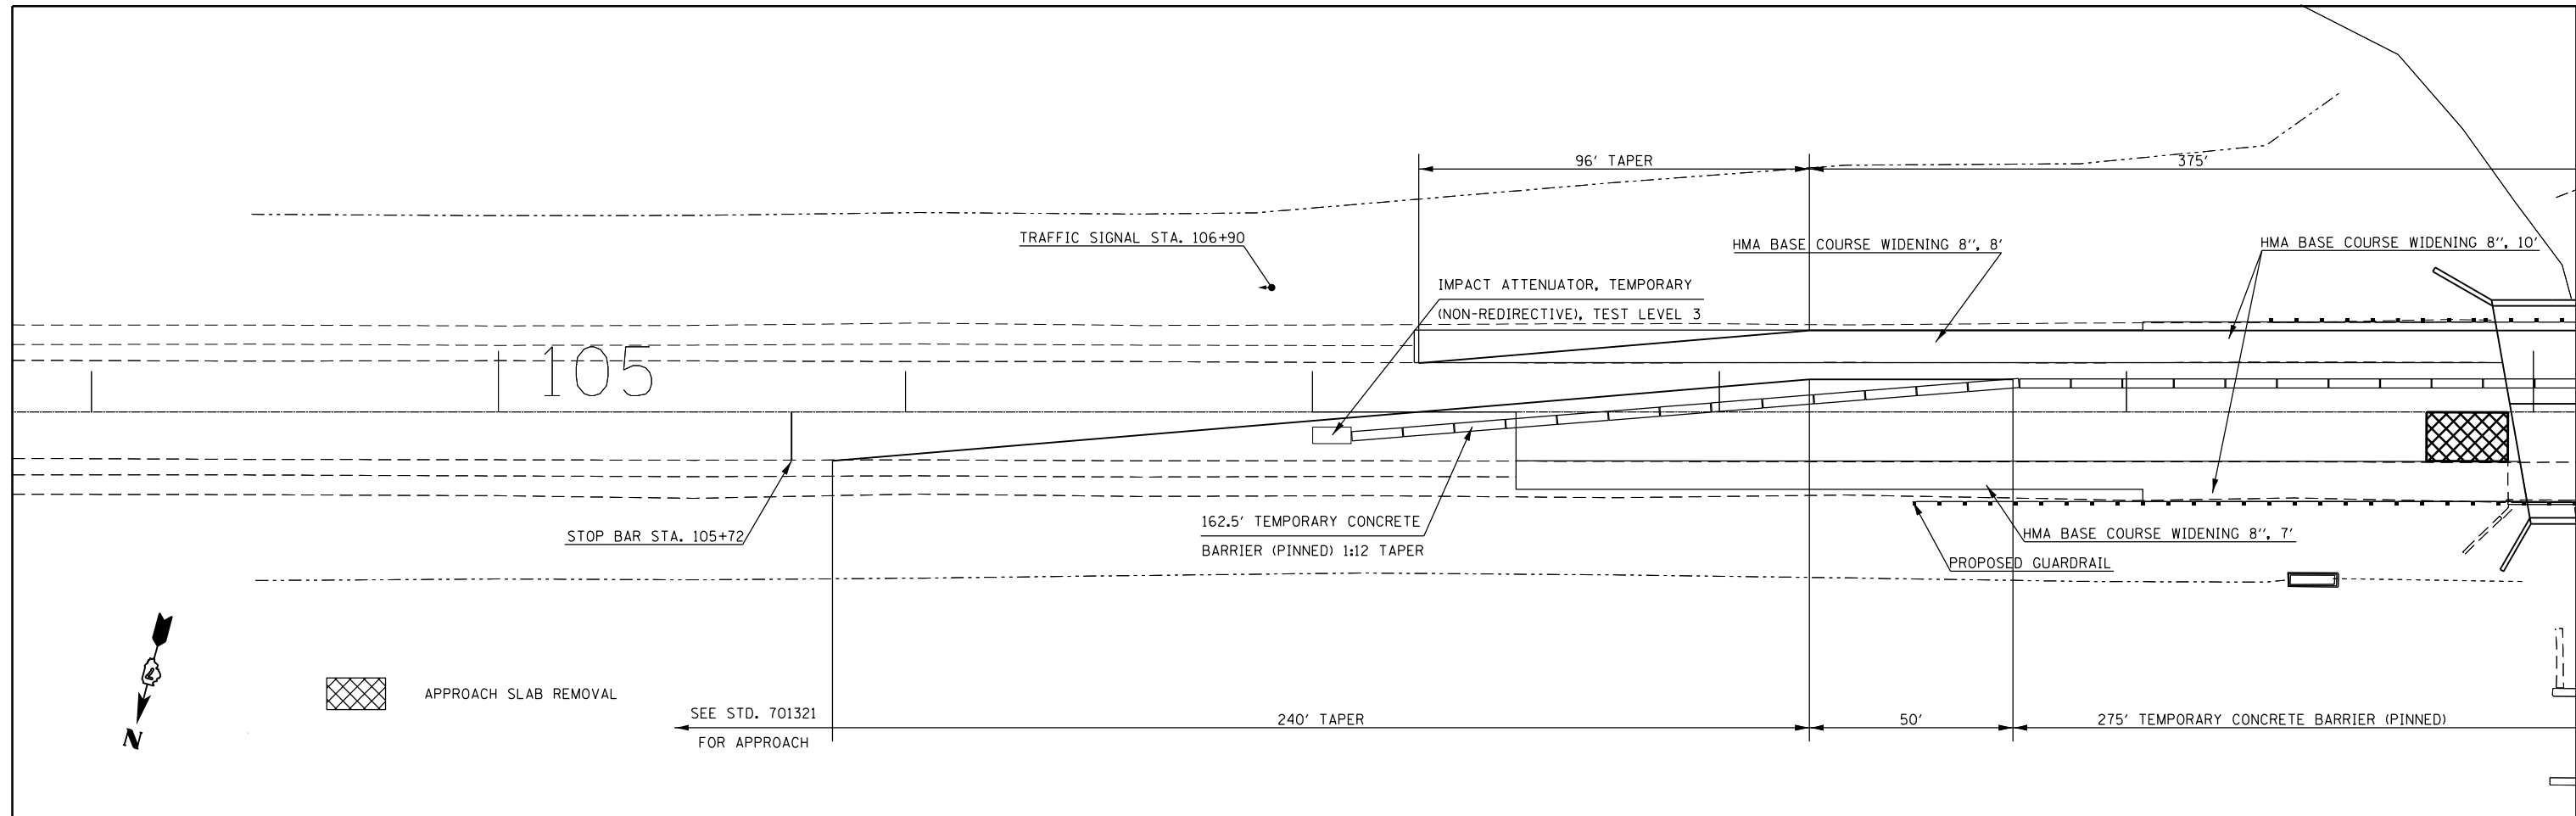 96' TAPER
375'
TRAFFIC SIGNAL STA. 106+90
HMA BASE COURSE WIDENING 8", 8'
HMA BASE COURSE WIDENING 8", 10'
IMPACT ATTENUATOR, TEMPORARY
(NON-REDIRECTIVE), TEST LEVEL 3
105
162.5' TEMPORARY CONCRETE
BARRIER (PINNED) 1:12 TAPER
STOP BAR STA. 105+72
HMA BASE COURSE WIDENING 8", 7'
PROPOSED GUARDRAIL
APPROACH SLAB REMOVAL
SEE STD. 701321
FOR APPROACH
240' TAPER
50'
275' TEMPORARY CONCRETE BARRIER (PINNED)
N